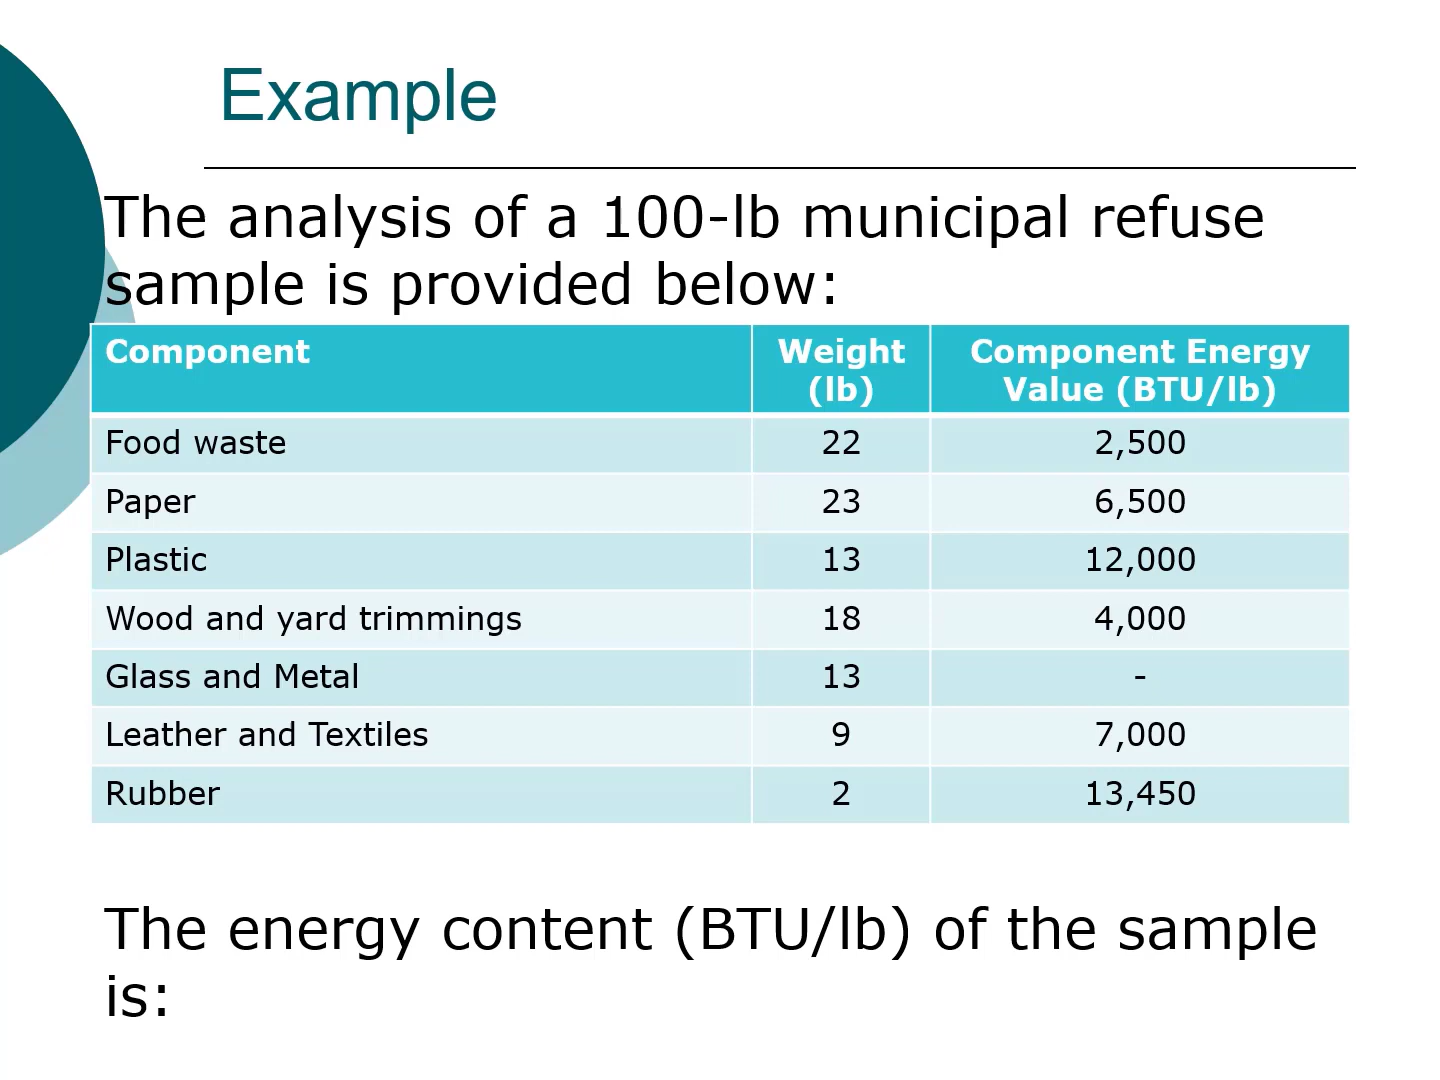 Example
The analysis of a 100-lb municipal refuse
sample is provided below:
Component Weight (lb) Component Energy Value (BTU/lb)
Food waste 22 2,500
Paper 23 6,500
Plastic 13 12,000
Wood and yard trimmings 18 4,000
Glass and Metal 13 -
Leather and Textiles 9 7,000
Rubber 2 13,450
The energy content (BTU/lb) of the sample
is: